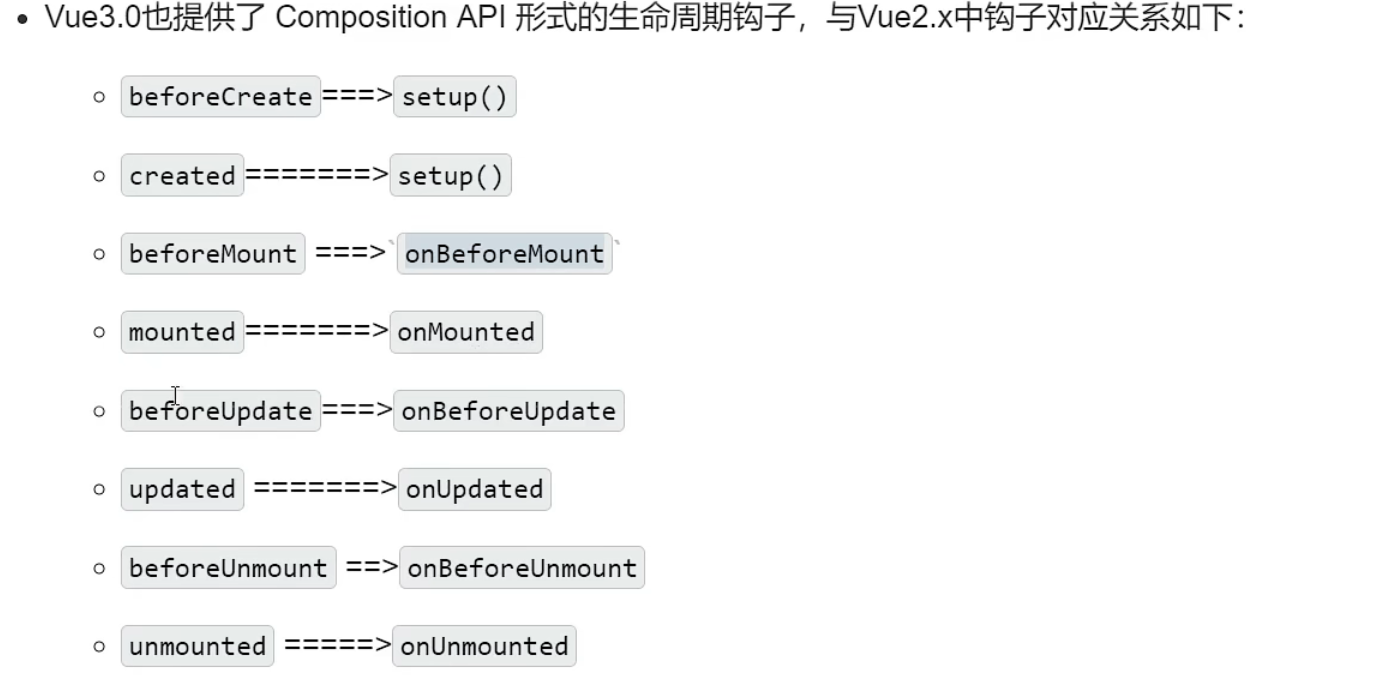 Vue3.0也提供了 Composition API 形式的生命周期钩子，与Vue2.x中钩子对应关系如下：
beforeCreate===>setup()
created=======>setup()
beforeMount ===>`onBeforeMount`
mounted=======>onMounted
beforeUpdate===>onBeforeUpdate
updated =======>onUpdated
beforeUnmount ==>onBeforeUnmount
unmounted =====>onUnmounted